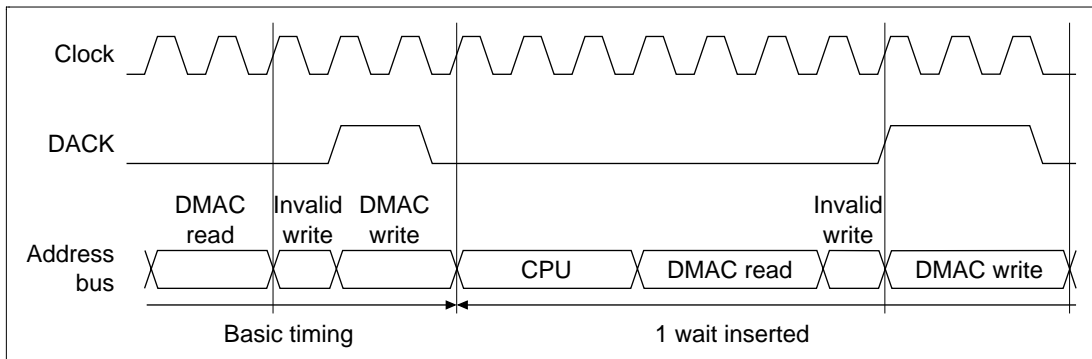 Clock
DACK
DMAC read
Invalid write
DMAC write
Invalid write
Address bus
CPU
DMAC read
DMAC write
Basic timing
1 wait inserted